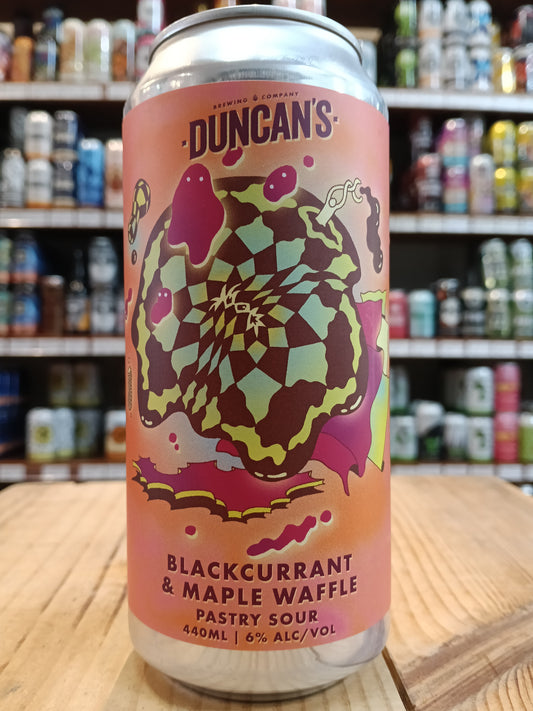 BREWING COMPANY
·DUNCAN'S·
BLACKCURRANT
& MAPLE WAFFLE
PASTRY SOUR
440ML | 6% ALC/VOL